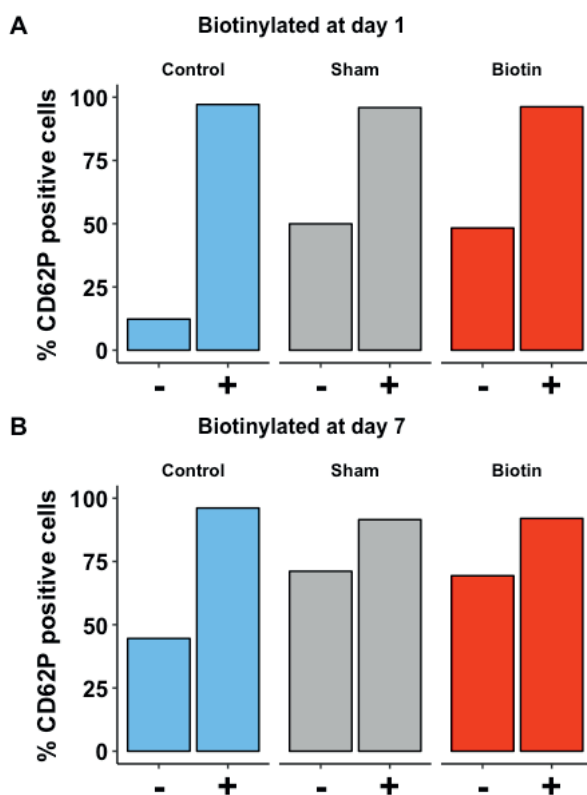 A
Biotinylated at day 1
Control Sham Biotin
% CD62P positive cells
100
75
50
25
0
- + - + - +
B
Biotinylated at day 7
Control Sham Biotin
% CD62P positive cells
100
75
50
25
0
- + - + - +